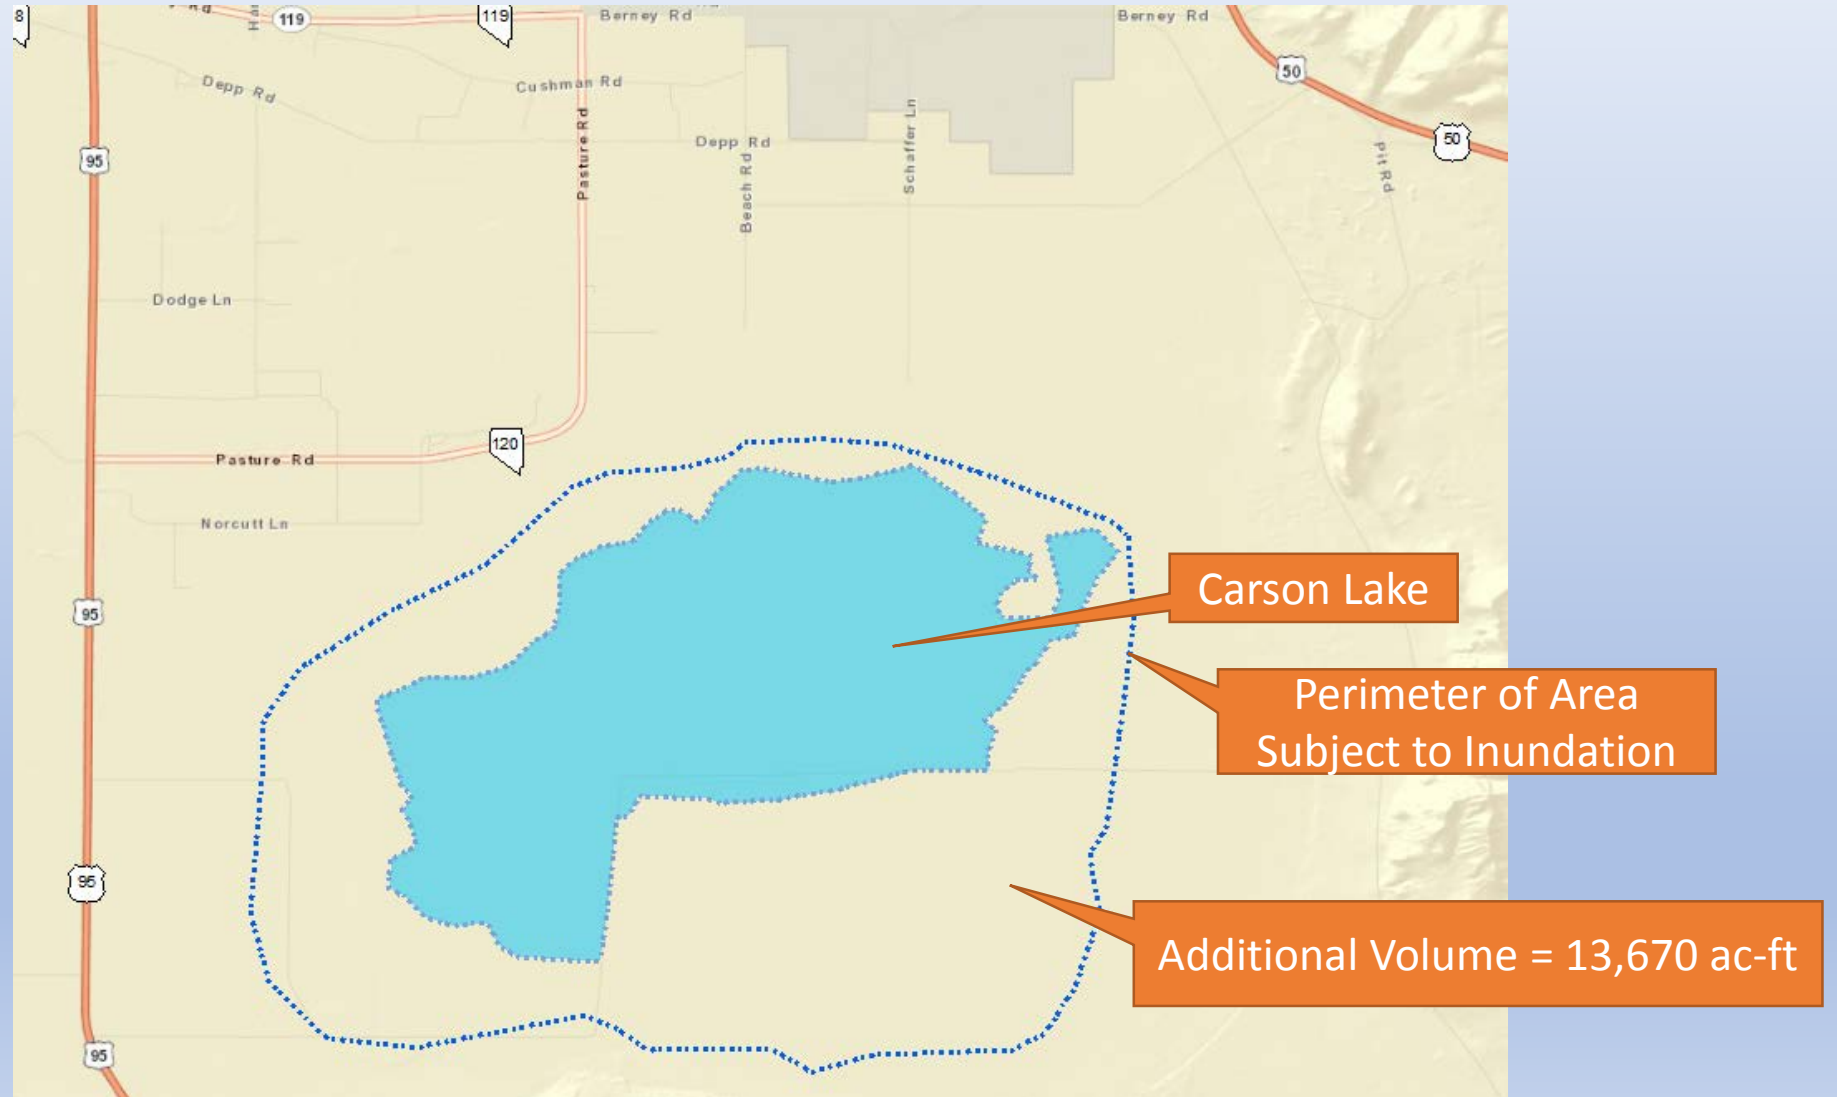 8
119
119
Berney Rd
Berney Rd
50
Depp Rd
Cushman Rd
Pasture Rd
Depp Rd
Beach Rd
Schaffer Ln
50
Pit Rd
95
Dodge Ln
120
Pasture Rd
Norcutt Ln
95
Carson Lake
Perimeter of Area
Subject to Inundation
95
Additional Volume = 13,670 ac-ft
95